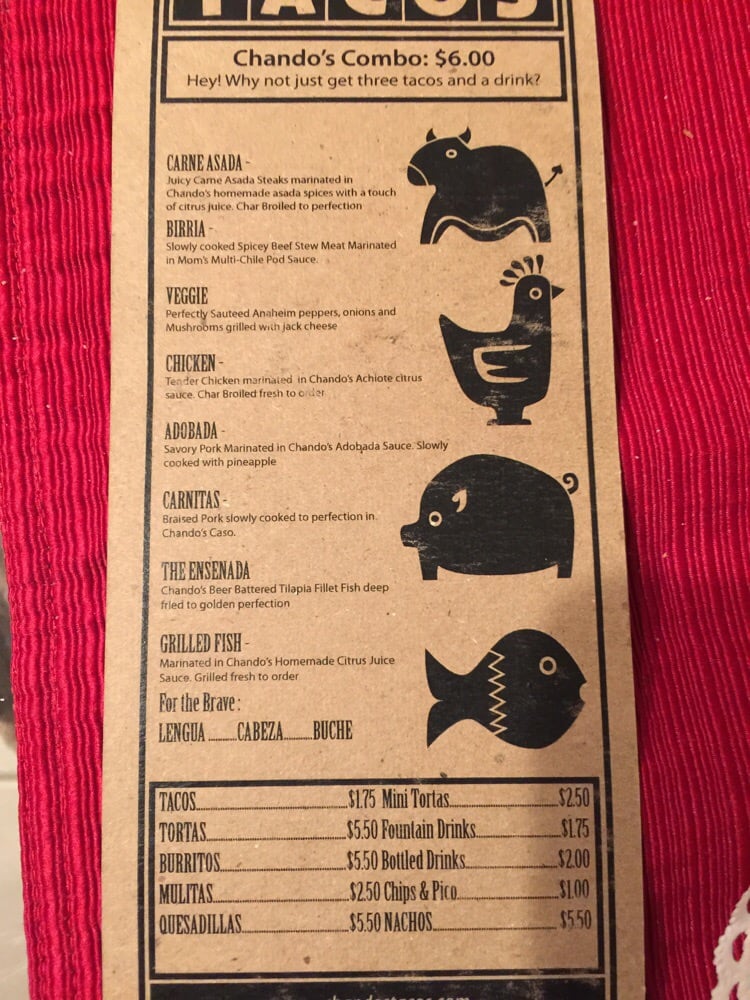 TACOS
Chando's Combo: $6.00
Hey! Why not just get three tacos and a drink?
CARNE ASADA -
Juicy Carne Asada Steaks marinated in
Chando's homemade asada spices with a touch
of citrus juice. Char Broiled to perfection
BIRRIA -
Slowly cooked Spicey Beef Stew Meat Marinated
in Mom's Multi-Chile Pod Sauce.
VEGGIE
Perfectly Sauteed Anaheim peppers, onions and
Mushrooms grilled with jack cheese
CHICKEN -
Tender Chicken marinated in Chando's Achiote citrus
sauce. Char Broiled fresh to order
ADOBADA -
Savory Pork Marinated in Chando's Adobada Sauce. Slowly
cooked with pineapple
CARNITAS -
Braised Pork slowly cooked to perfection in
Chando's Caso.
THE ENSENADA
Chando's Beer Battered Tilapia Fillet Fish deep
fried to golden perfection
GRILLED FISH -
Marinated in Chando's Homemade Citrus Juice
Sauce. Grilled fresh to order
For the Brave:
LENGUA ........CABEZA........BUCHE
TACOS........$1.75 Mini Tortas........$2.50
TORTAS........$5.50 Fountain Drinks........$1.75
BURRITOS........$5.50 Bottled Drinks........$2.00
MULITAS........$2.50 Chips & Pico........$1.00
QUESADILLAS........$5.50 NACHOS........$5.50
chandostacos.com